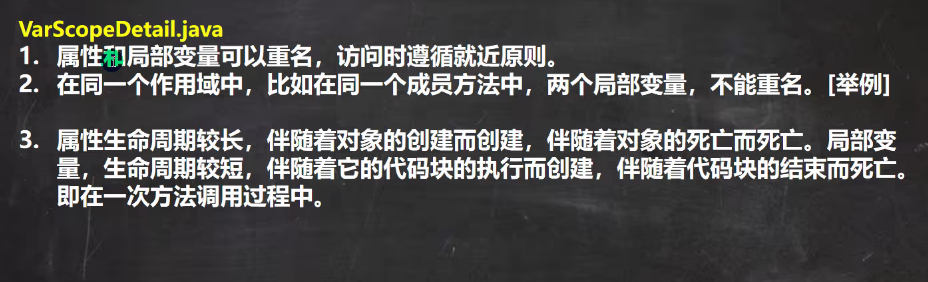 VarScopeDetail.java
1. 属性和局部变量可以重名，访问时遵循就近原则。
2. 在同一个作用域中，比如在同一个成员方法中，两个局部变量，不能重名。[举例]
3. 属性生命周期较长，伴随着对象的创建而创建，伴随着对象的死亡而死亡。局部变
量，生命周期较短，伴随着它的代码块的执行而创建，伴随着代码块的结束而死亡。
即在一次方法调用过程中。